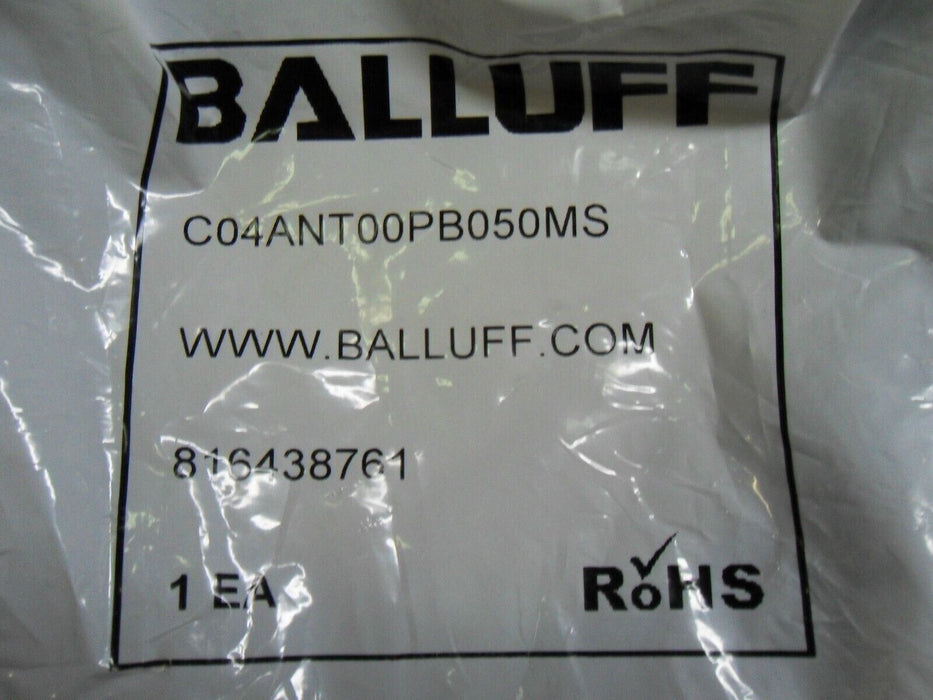 BALLUFF
C04ANT00PB050MS
WWW.BALLUFF.COM
816438761
1 EA
RoHS